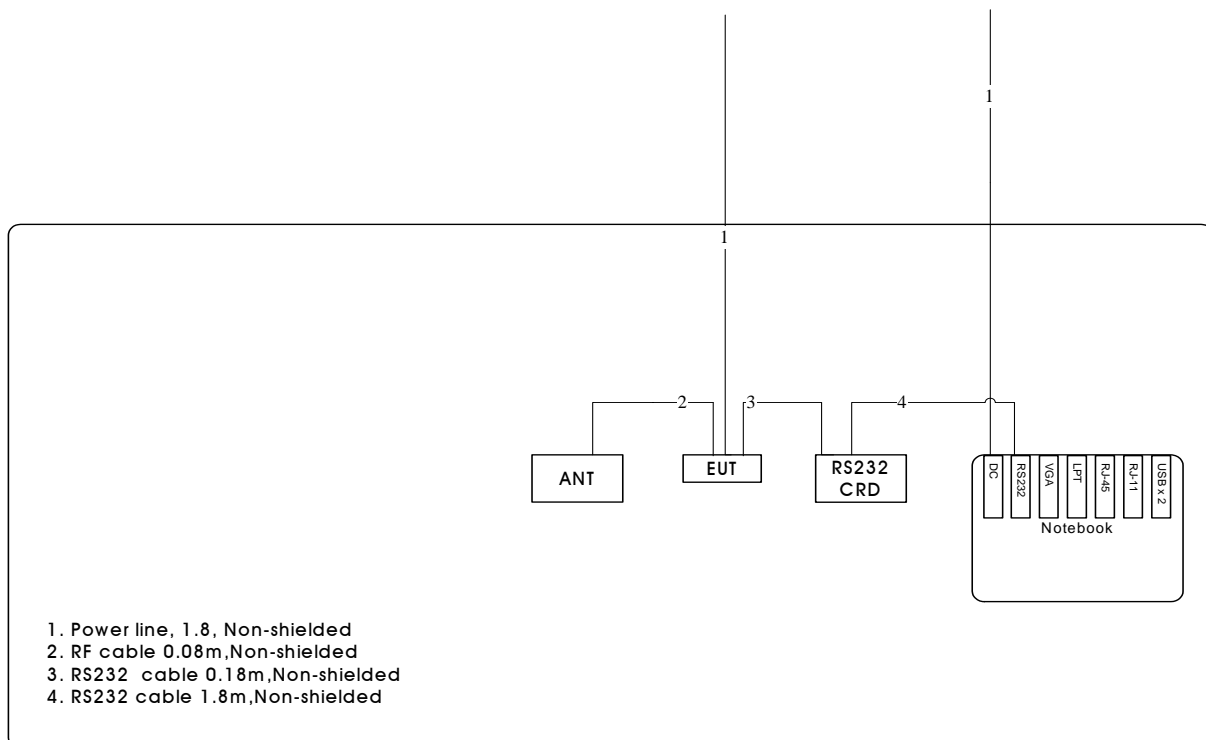 1
1
2
3
4
ANT
EUT
RS232
CRD
DC
RS232
VGA
LPT
RJ-45
RJ-11
USB x 2
Notebook
1. Power line, 1.8, Non-shielded
2. RF cable 0.08m,Non-shielded
3. RS232  cable 0.18m,Non-shielded
4. RS232 cable 1.8m,Non-shielded